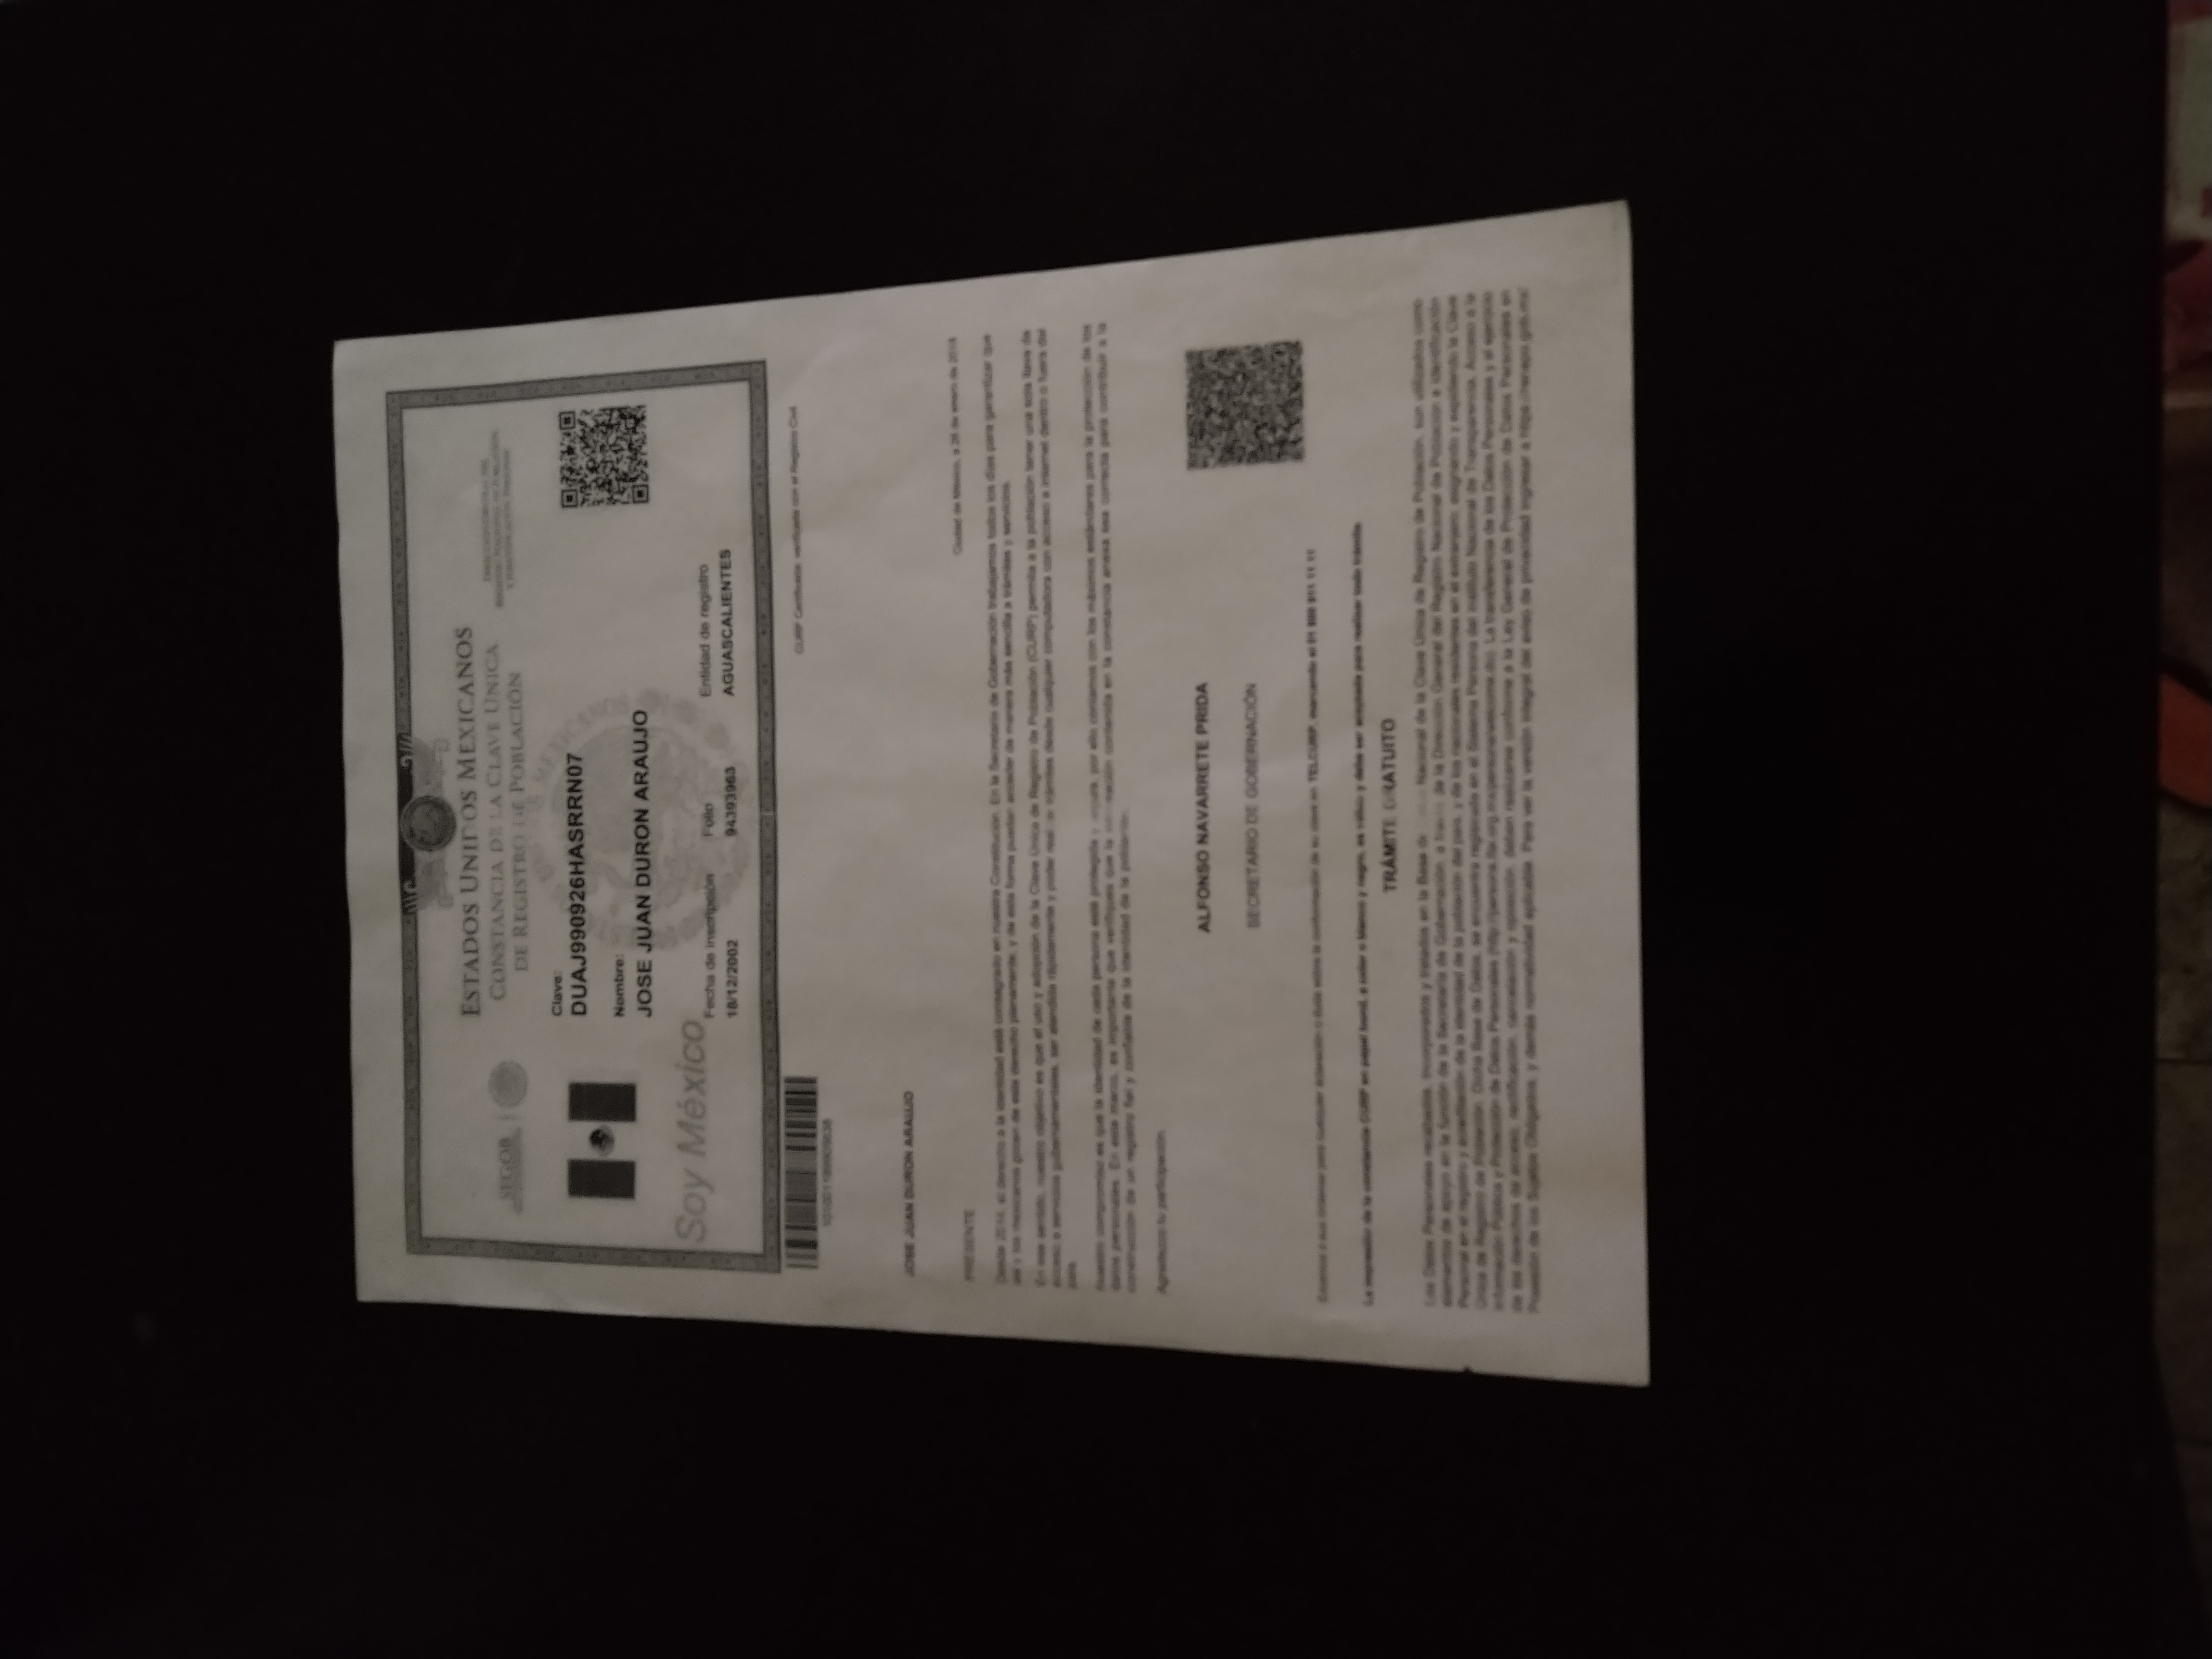 ESTADOS UNIDOS MEXICANOS
CONSTANCIA DE LA CLAVE UNICA
DE REGISTRO DE POBLACIÓN
SEGOB
DIRECCIÓN GENERAL DEL
REGISTRO NACIONAL DE POBLACIÓN
E IDENTIFICACIÓN PERSONAL
Clave:
DUAJ990926HASRRN07
Nombre:
JOSE JUAN DURON ARAUJO
Soy México
Fecha de inscripción Folio Entidad de registro
18/12/2002 94393963 AGUASCALIENTES
CURP Certificada: verificada con el Registro Civil
JOSE JUAN DURON ARAUJO
Ciudad de México, a de enero de
PRESENTE
Desde 2014, el derecho a la identidad está consagrado en nuestra Constitución. En la Secretaría de Gobernación trabajamos todos los días para garantizar que
las y los mexicanos gocen de este derecho plenamente; y de esta forma puedan acceder de manera más sencilla a trámites y servicios.
En ese sentido, nuestro objetivo es que el uso y adopción de la Clave Única de Registro de Población (CURP) permita a la población tener una sola llave de
acceso a servicios gubernamentales, ser atendida rápidamente y poder realizar trámites desde cualquier computadora con acceso a internet dentro o fuera del
país.
Nuestro compromiso es que la identidad de cada persona esté protegida y segura, por ello contamos con los máximos estándares para la protección de los
datos personales. En este marco, es importante que verifiques que la información contenida en la constancia anexa sea correcta para contribuir a la
construcción de un registro fiel y confiable de la identidad de la población.
Agradezco tu participación.
ALFONSO NAVARRETE PRIDA
SECRETARIO DE GOBERNACIÓN
Estamos a sus órdenes para cualquier aclaración o duda sobre la conformación de su clave en TELCURP, marcando el 01 800 911 11 11
La impresión de la constancia CURP en papel bond, a color o blanco y negro, es válida y debe ser aceptada para realizar todo trámite.
TRÁMITE GRATUITO
Los Datos Personales recabados, incorporados y tratados en la Base de Datos Nacional de la Clave Única de Registro de Población, son utilizados como
elementos de apoyo en la función de la Secretaría de Gobernación, a través de la Dirección General del Registro Nacional de Población e Identificación
Personal en el registro y acreditación de la identidad de la población del país, y de los nacionales residentes en el extranjero; asignando y expidiendo la Clave
Única de Registro de Población. Dicha Base de Datos, se encuentra registrada en el Sistema Persona del Instituto Nacional de Transparencia, Acceso a la
Información Pública y Protección de Datos Personales (http://persona.ifai.org.mx/persona/welcome.do). La transferencia de los Datos Personales y el ejercicio
de los derechos de acceso, rectificación, cancelación y oposición, deben realizarse conforme a la Ley General de Protección de Datos Personales en
Posesión de los Sujetos Obligados, y demás normatividad aplicable. Para ver la versión integral del aviso de privacidad ingresar a https://renapo.gob.mx/